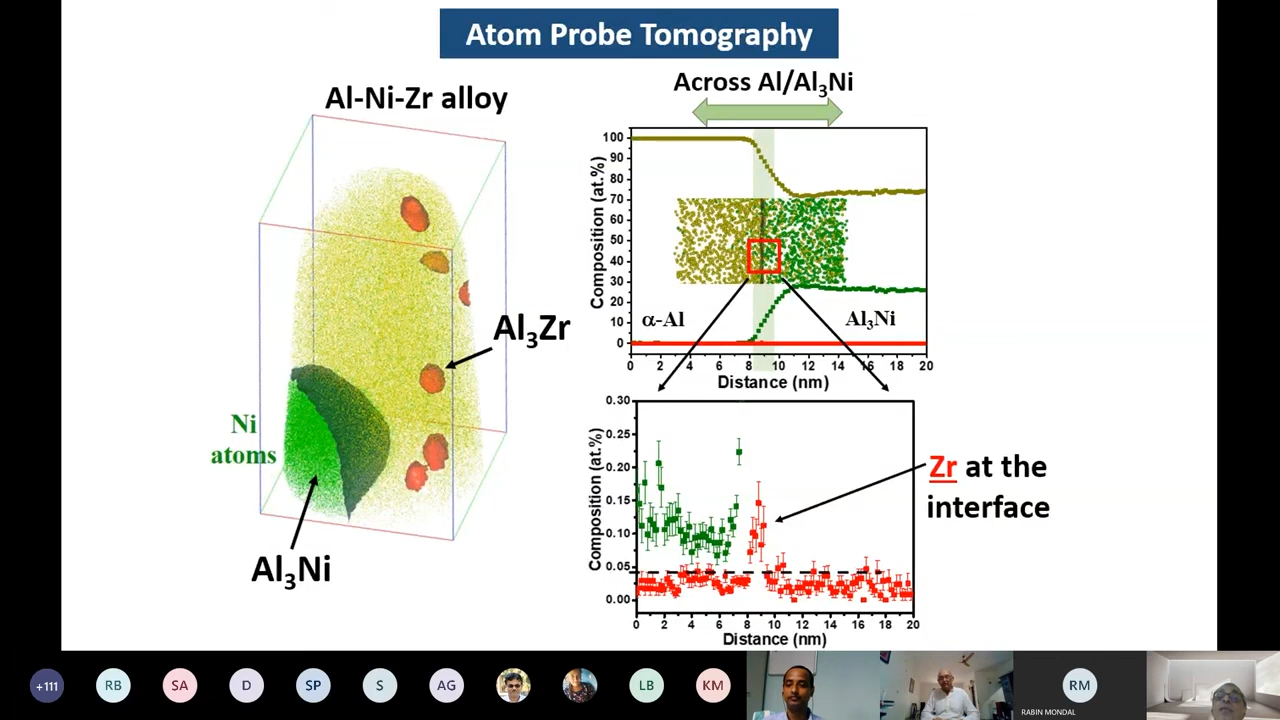 Atom Probe Tomography
Al-Ni-Zr alloy
Al₃Zr
Ni
atoms
Al₃Ni
Across Al/Al₃Ni
Composition (at.%)
100
90
80
70
60
50
40
30
20
10
0
α-Al
Al₃Ni
0 2 4 6 8 10 12 14 16 18 20
Distance (nm)
Composition (at.%)
0.30
0.25
0.20
0.15
0.10
0.05
0.00
0 2 4 6 8 10 12 14 16 18 20
Distance (nm)
Zr at the
interface
+111
RB
SA
D
SP
S
AG
LB
KM
RM
RABIN MONDAL